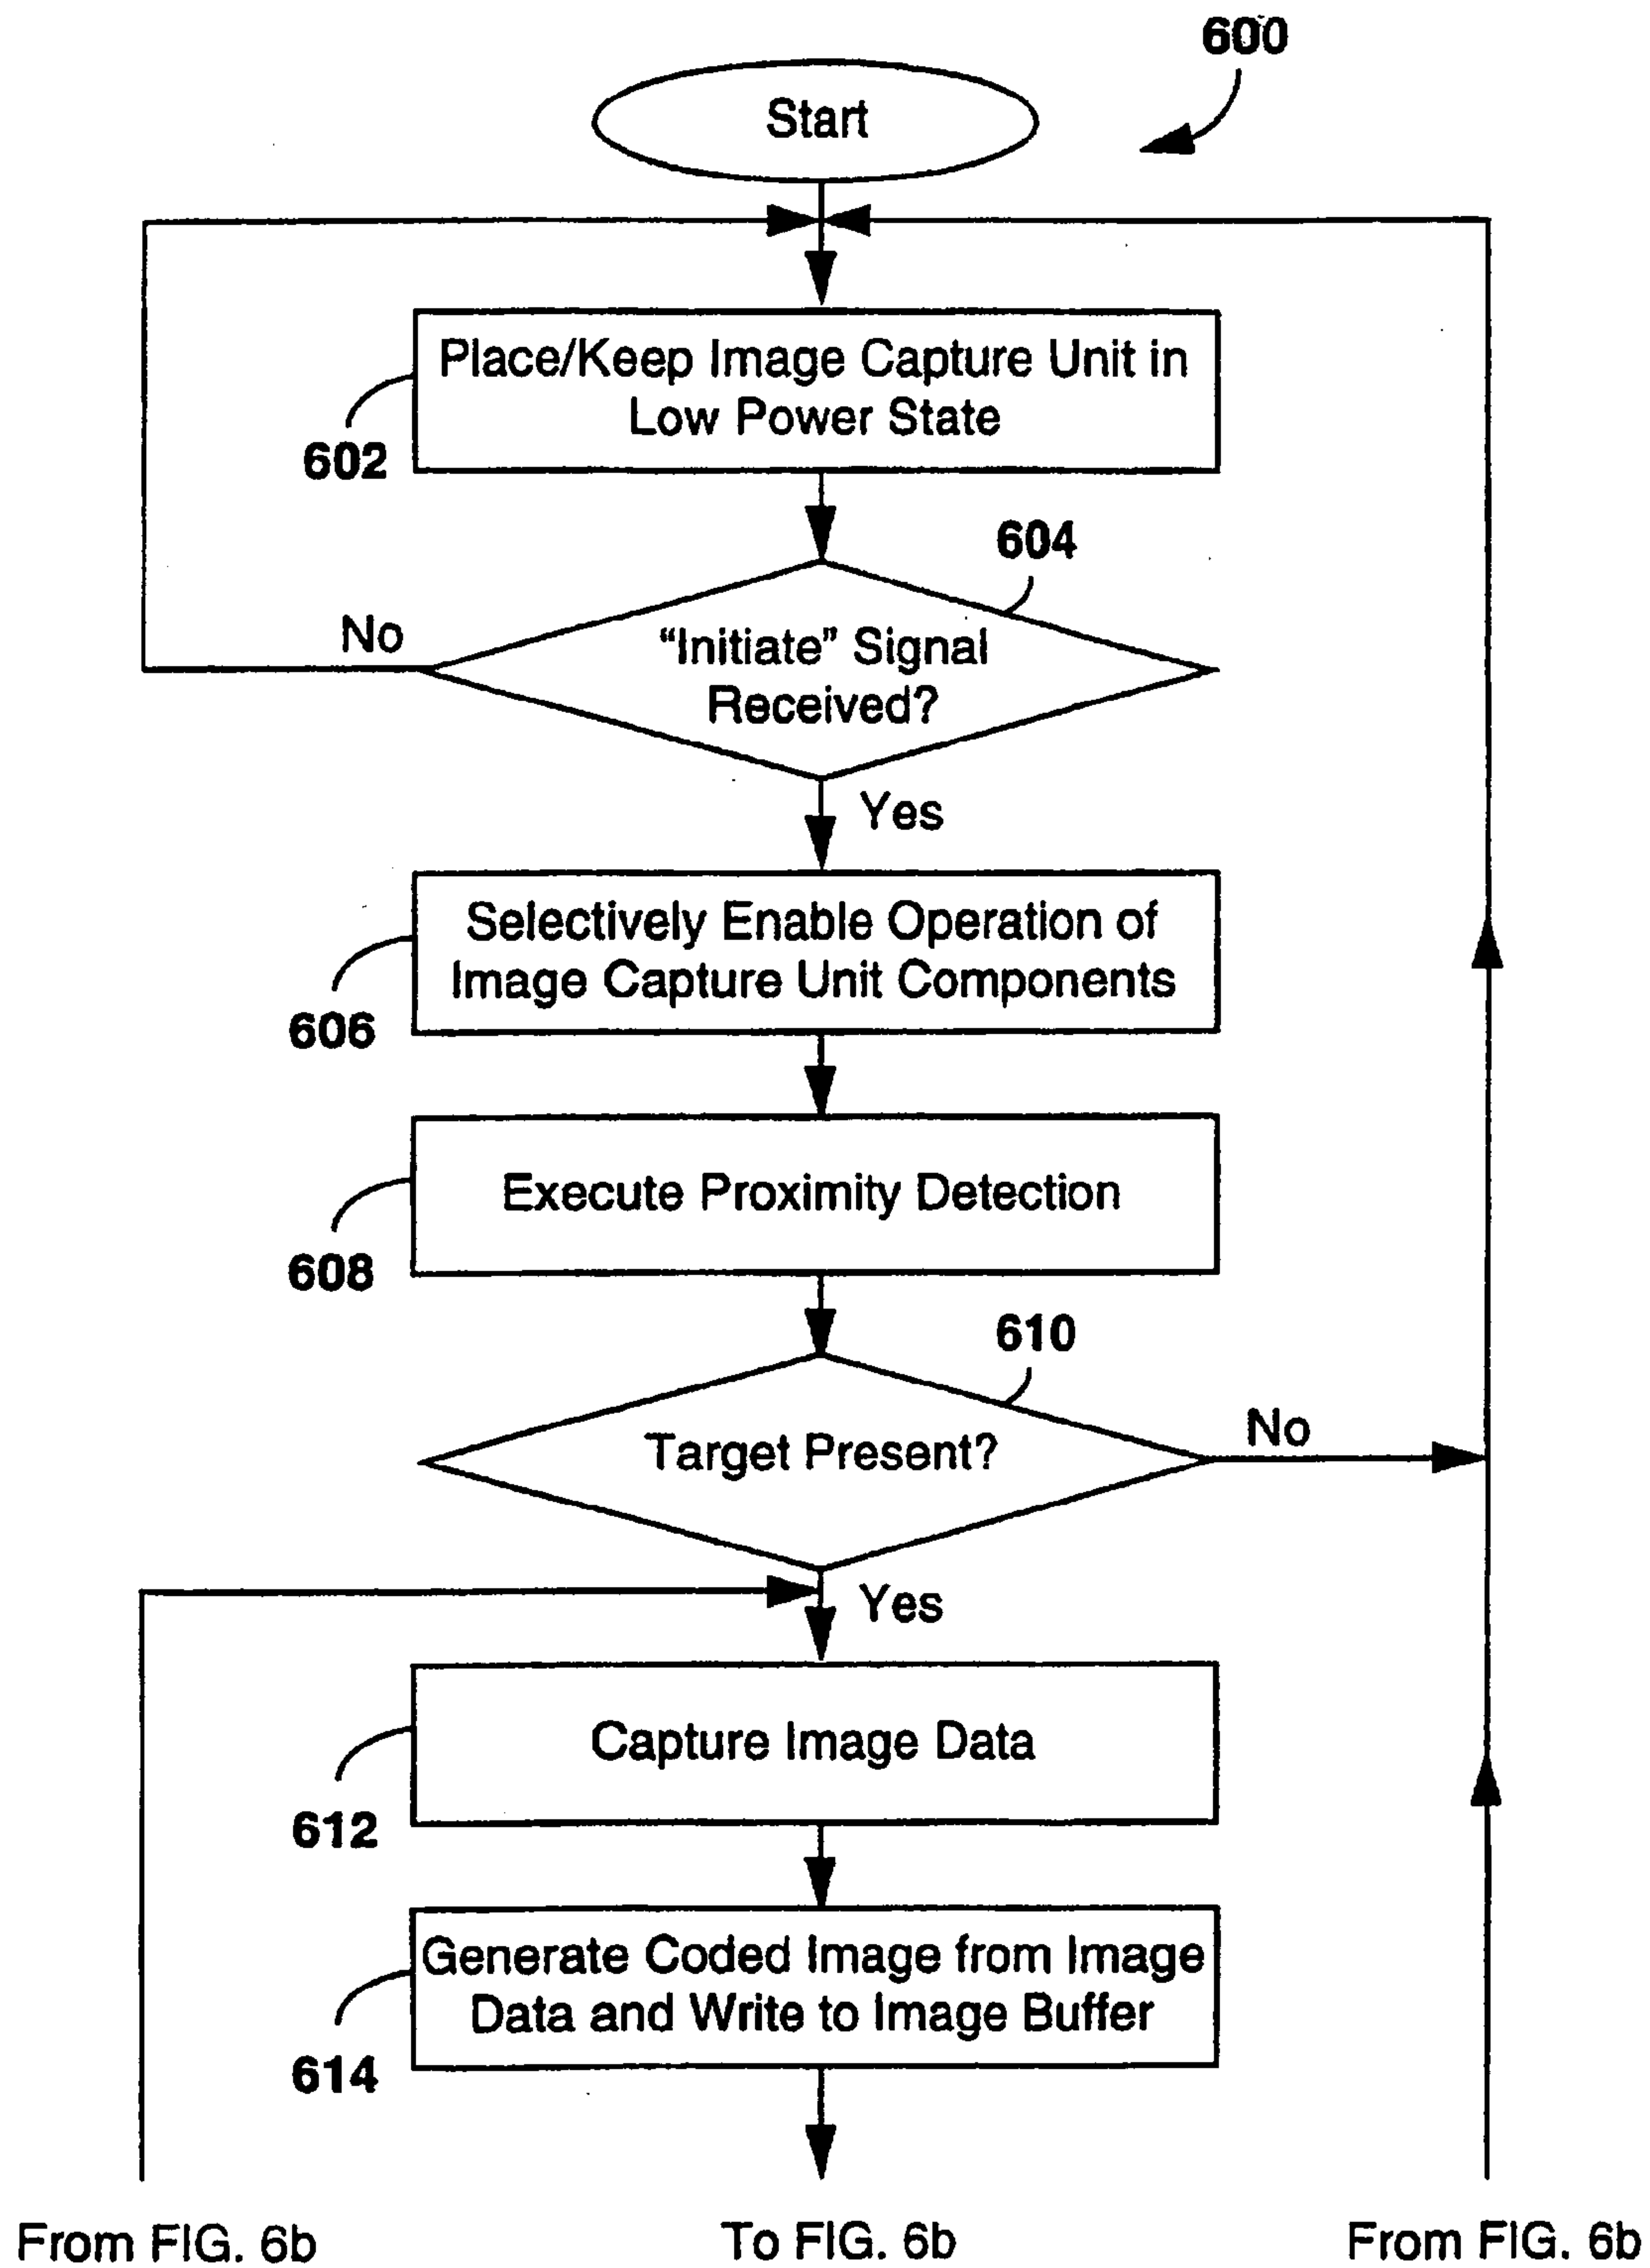 600
Start
Place/Keep Image Capture Unit in
Low Power State
602
604
No
“Initiate” Signal
Received?
Yes
Selectively Enable Operation of
Image Capture Unit Components
606
Execute Proximity Detection
608
610
Target Present?
No
Yes
Capture Image Data
612
Generate Coded Image from Image
Data and Write to Image Buffer
614
From FIG. 6b
To FIG. 6b
From FIG. 6b